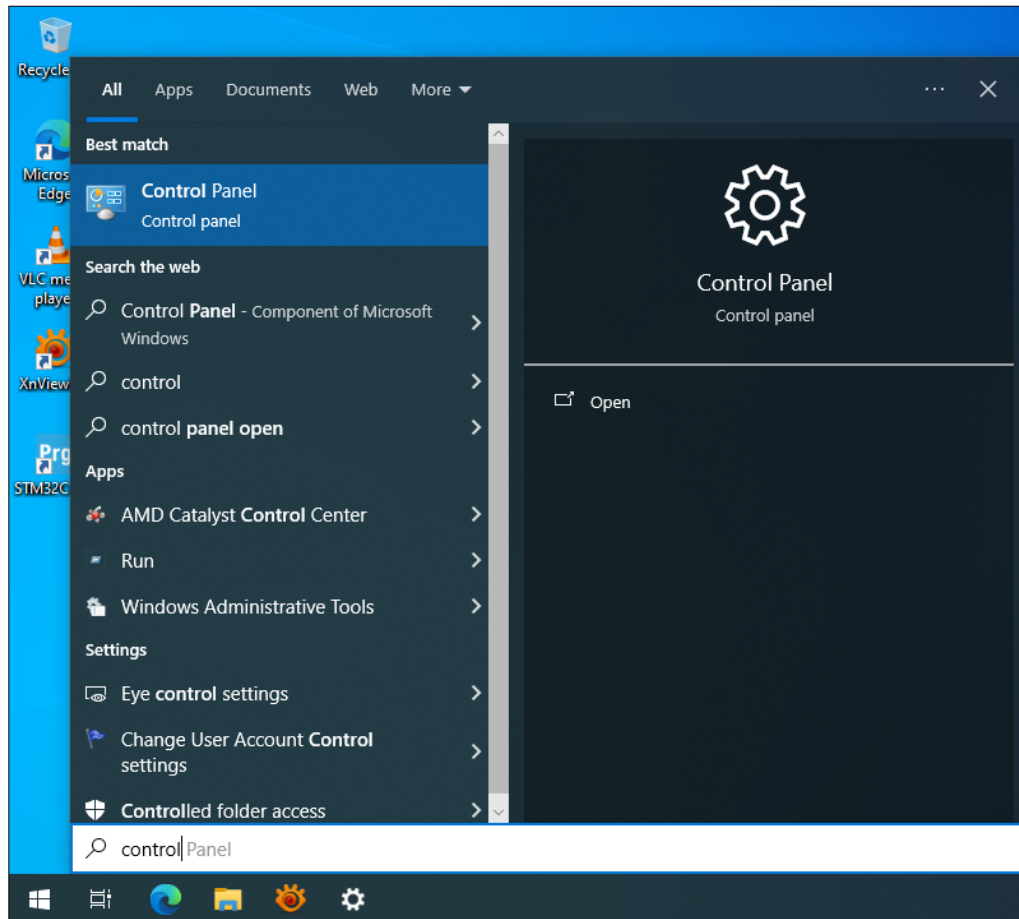 Recycle
Micros
Edge
VLC me
playe
XnView
Prg
STM32C
All Apps Documents Web More
Best match
Control Panel
Control panel
Search the web
Control Panel - Component of Microsoft
Windows
control
control panel open
Apps
AMD Catalyst Control Center
Run
Windows Administrative Tools
Settings
Eye control settings
Change User Account Control
settings
Controlled folder access
control Panel
Control Panel
Control panel
Open